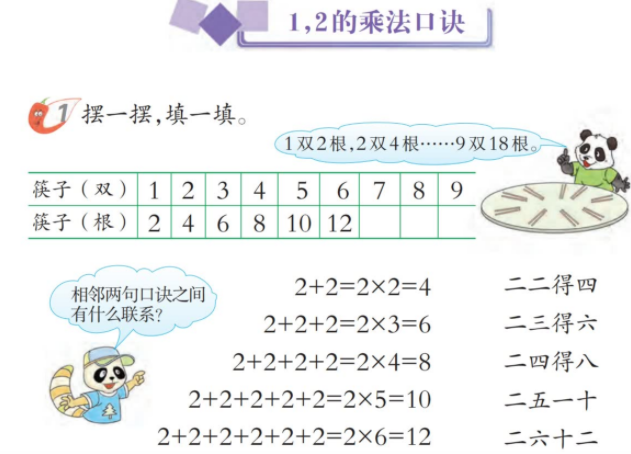 1,2的乘法口诀
1 摆一摆,填一填。
1双2根,2双4根……9双18根。
筷子（双） 1 2 3 4 5 6 7 8 9
筷子（根） 2 4 6 8 10 12
相邻两句口诀之间
有什么联系?
2+2=2×2=4 二二得四
2+2+2=2×3=6 二三得六
2+2+2+2=2×4=8 二四得八
2+2+2+2+2=2×5=10 二五一十
2+2+2+2+2+2=2×6=12 二六十二